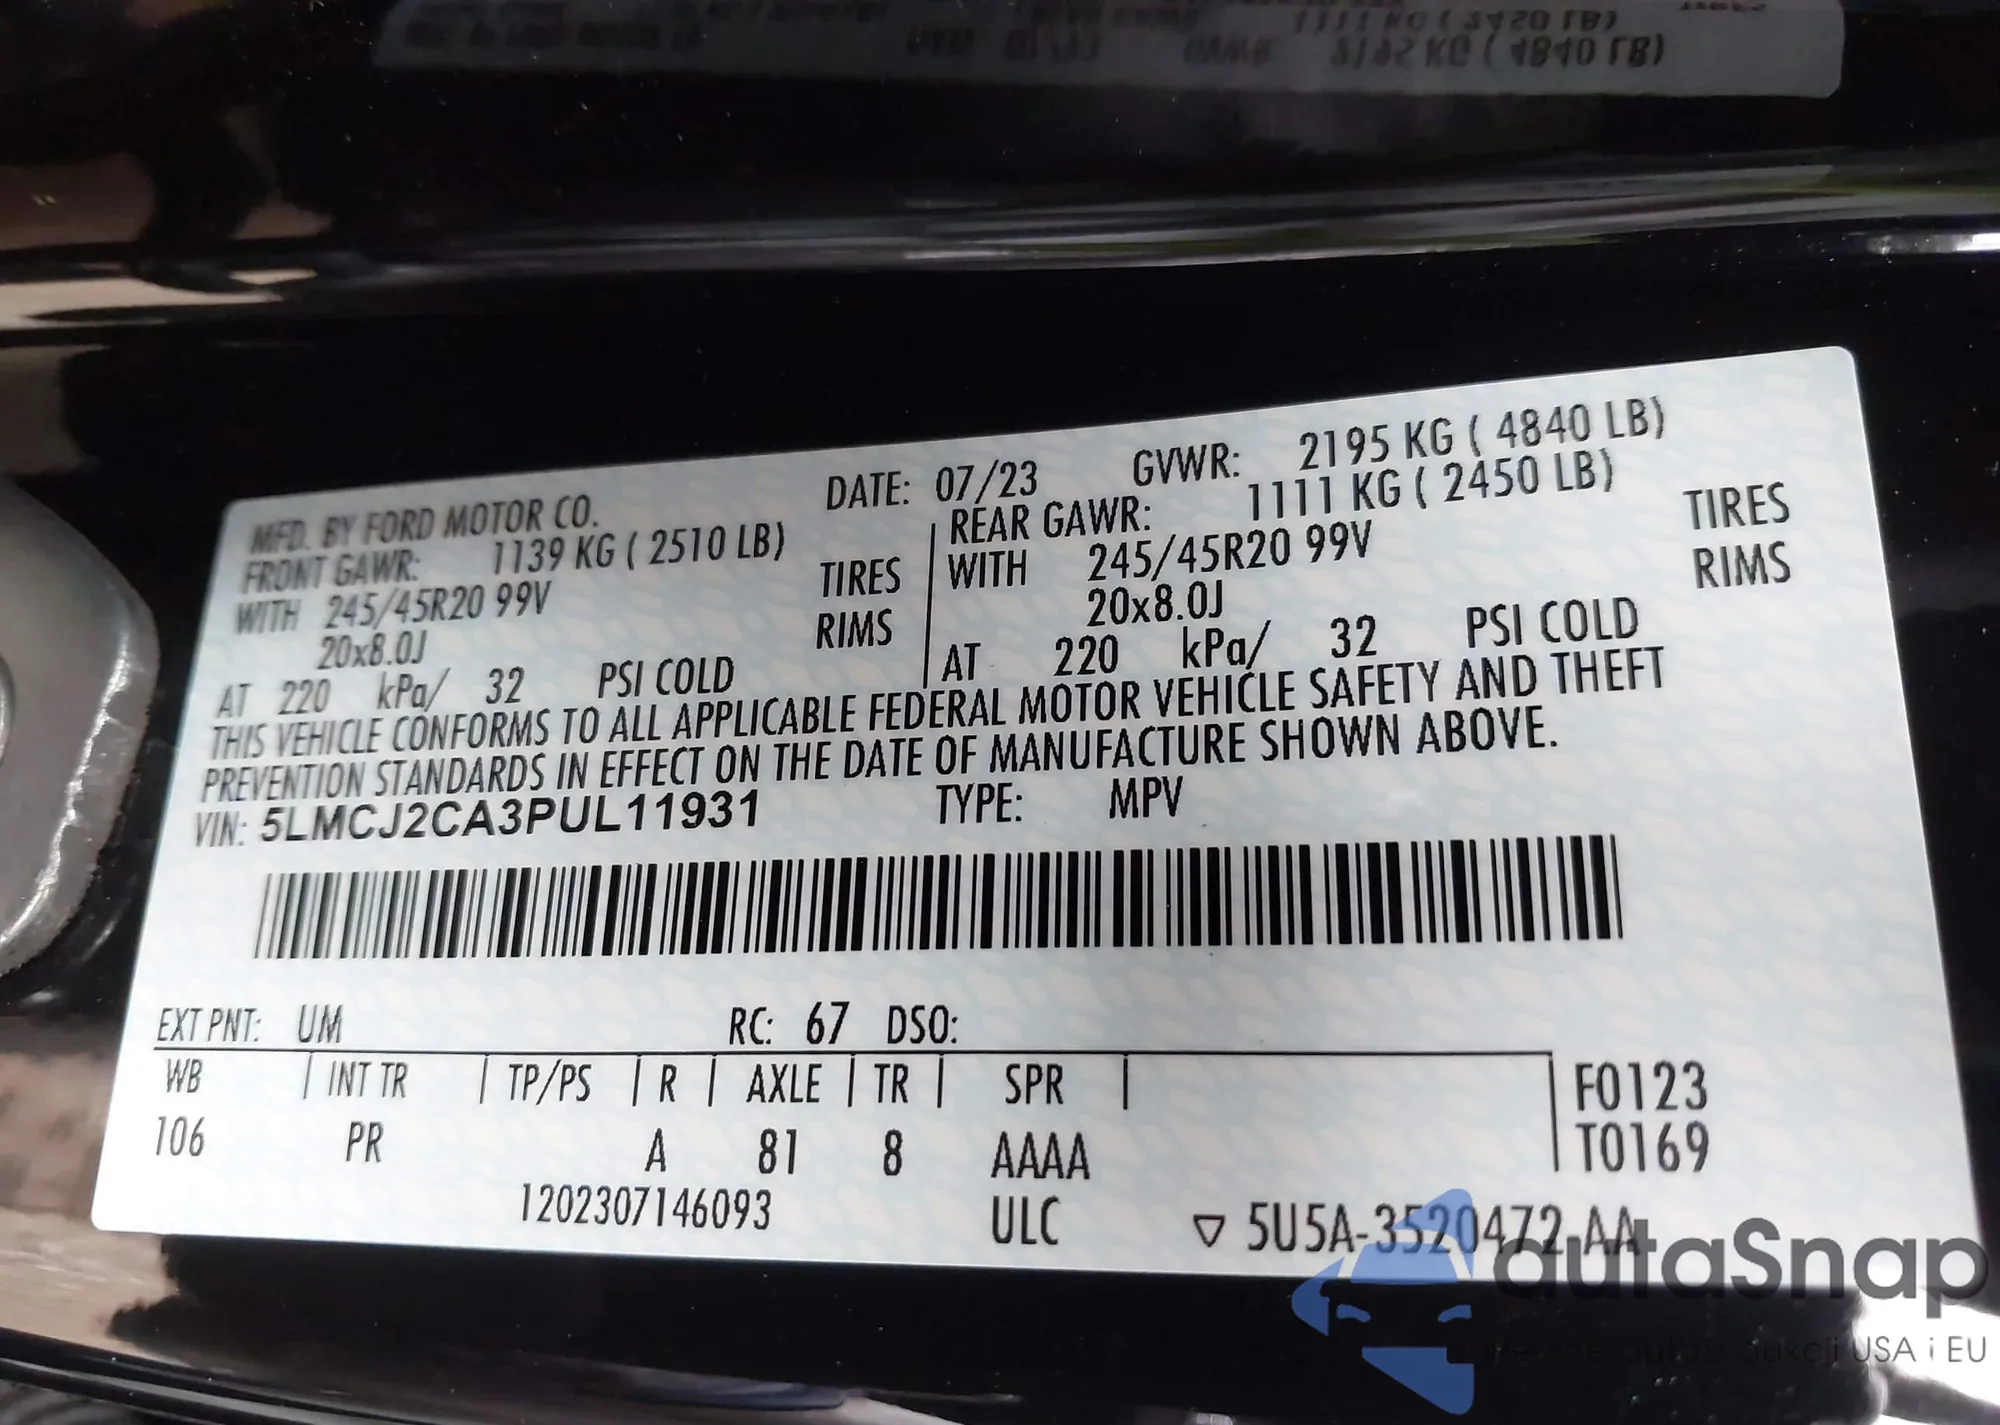 MFD. BY FORD MOTOR CO. DATE: 07/23 GVWR: 2195 KG ( 4840 LB)
FRONT GAWR: 1139 KG ( 2510 LB) REAR GAWR: 1111 KG ( 2450 LB)
WITH 245/45R20 99V TIRES WITH 245/45R20 99V TIRES
20x8.0J RIMS 20x8.0J RIMS
AT 220 kPa/ 32 PSI COLD AT 220 kPa/ 32 PSI COLD
THIS VEHICLE CONFORMS TO ALL APPLICABLE FEDERAL MOTOR VEHICLE SAFETY AND THEFT
PREVENTION STANDARDS IN EFFECT ON THE DATE OF MANUFACTURE SHOWN ABOVE.
VIN: 5LMCJ2CA3PUL11931 TYPE: MPV
EXT PNT: UM RC: 67 DSO:
WB INT TR TP/PS R AXLE TR SPR F0123
106 PR A 81 8 AAAA T0169
1202307146093 ULC ▽ 5U5A-3520472-AA
autaSnap
USA i EU